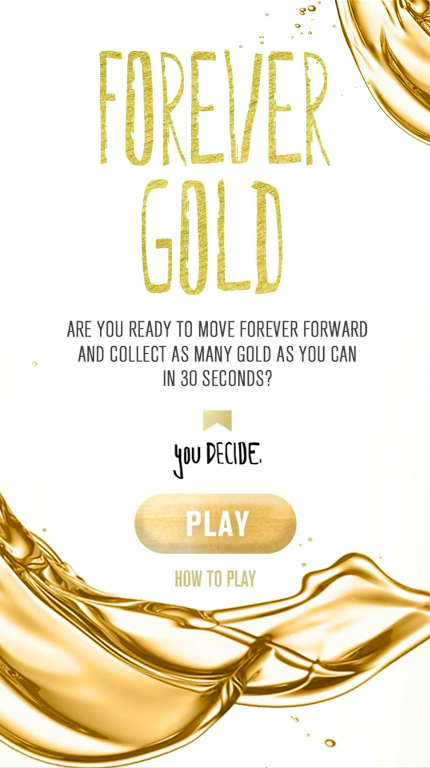 FOREVER
GOLD
ARE YOU READY TO MOVE FOREVER FORWARD
AND COLLECT AS MANY GOLD AS YOU CAN
IN 30 SECONDS?
you DECIDE.
PLAY
HOW TO PLAY